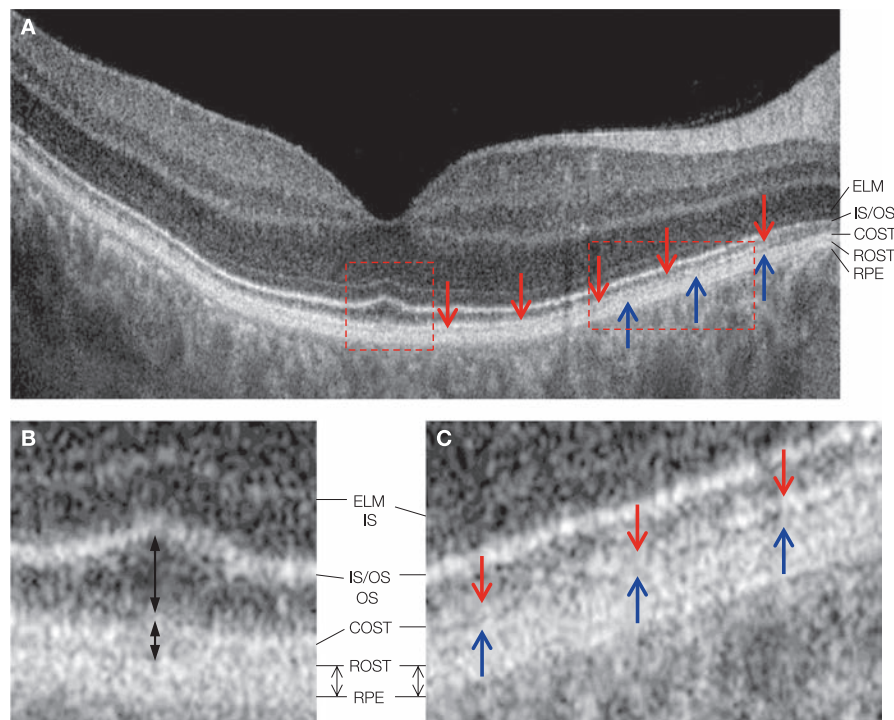 A
ELM
IS/OS
COST
ROST
RPE
B
C
ELM
IS
IS/OS
OS
COST
ROST
RPE